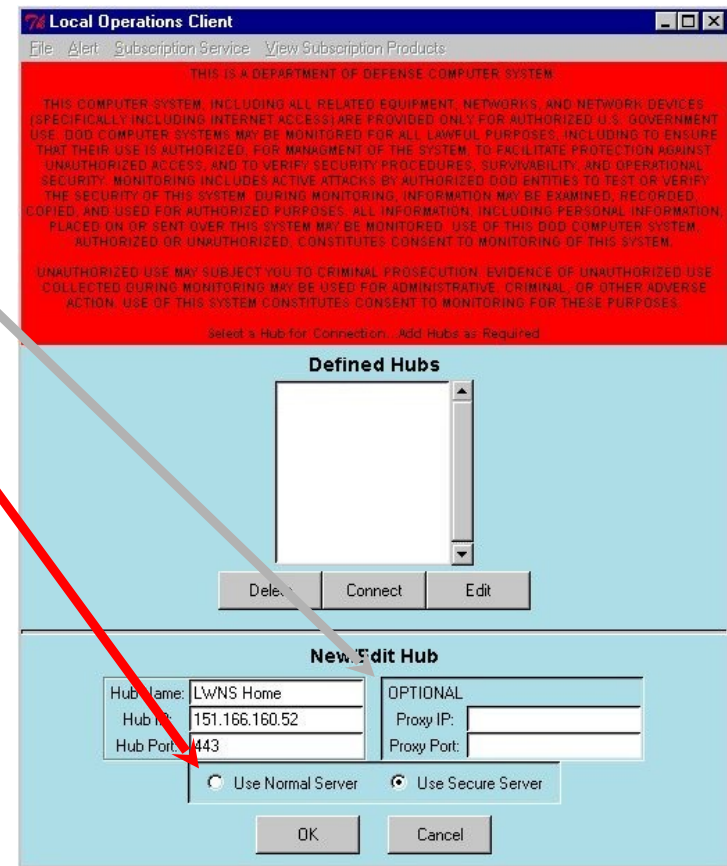 Local Operations Client
File Alert Subscription Service View Subscription Products
THIS IS A DEPARTMENT OF DEFENSE COMPUTER SYSTEM
THIS COMPUTER SYSTEM, INCLUDING ALL RELATED EQUIPMENT, NETWORKS, AND NETWORK DEVICES
(SPECIFICALLY INCLUDING INTERNET ACCESS) ARE PROVIDED ONLY FOR AUTHORIZED U.S. GOVERNMENT
USE. DOD COMPUTER SYSTEMS MAY BE MONITORED FOR ALL LAWFUL PURPOSES, INCLUDING TO ENSURE
THAT THEIR USE IS AUTHORIZED, FOR MANAGMENT OF THE SYSTEM, TO FACILITATE PROTECTION AGAINST
UNAUTHORIZED ACCESS, AND TO VERIFY SECURITY PROCEDURES, SURVIVABILITY, AND OPERATIONAL
SECURITY. MONITORING INCLUDES ACTIVE ATTACKS BY AUTHORIZED DOD ENTITIES TO TEST OR VERIFY
THE SECURITY OF THIS SYSTEM. DURING MONITORING, INFORMATION MAY BE EXAMINED, RECORDED,
COPIED, AND USED FOR AUTHORIZED PURPOSES. ALL INFORMATION, INCLUDING PERSONAL INFORMATION,
PLACED ON OR SENT OVER THIS SYSTEM MAY BE MONITORED. USE OF THIS DOD COMPUTER SYSTEM,
AUTHORIZED OR UNAUTHORIZED, CONSTITUTES CONSENT TO MONITORING OF THIS SYSTEM.
UNAUTHORIZED USE MAY SUBJECT YOU TO CRIMINAL PROSECUTION. EVIDENCE OF UNAUTHORIZED USE
COLLECTED DURING MONITORING MAY BE USED FOR ADMINISTRATIVE, CRIMINAL, OR OTHER ADVERSE
ACTION. USE OF THIS SYSTEM CONSTITUTES CONSENT TO MONITORING FOR THESE PURPOSES.
Select a Hub for Connection...Add Hubs as Required
Defined Hubs
Delete Connect Edit
New/Edit Hub
Hub Name: LWNS Home OPTIONAL
Hub IP: 151.166.160.52 Proxy IP:
Hub Port: 443 Proxy Port:
Use Normal Server Use Secure Server
OK Cancel